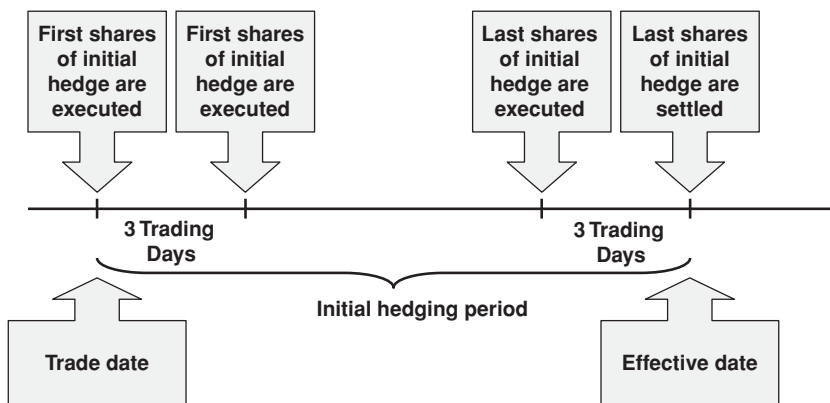 First shares
of initial
hedge are
executed
First shares
of initial
hedge are
executed
Last shares
of initial
hedge are
executed
Last shares
of initial
hedge are
settled
3 Trading
Days
3 Trading
Days
Initial hedging period
Trade date
Effective date